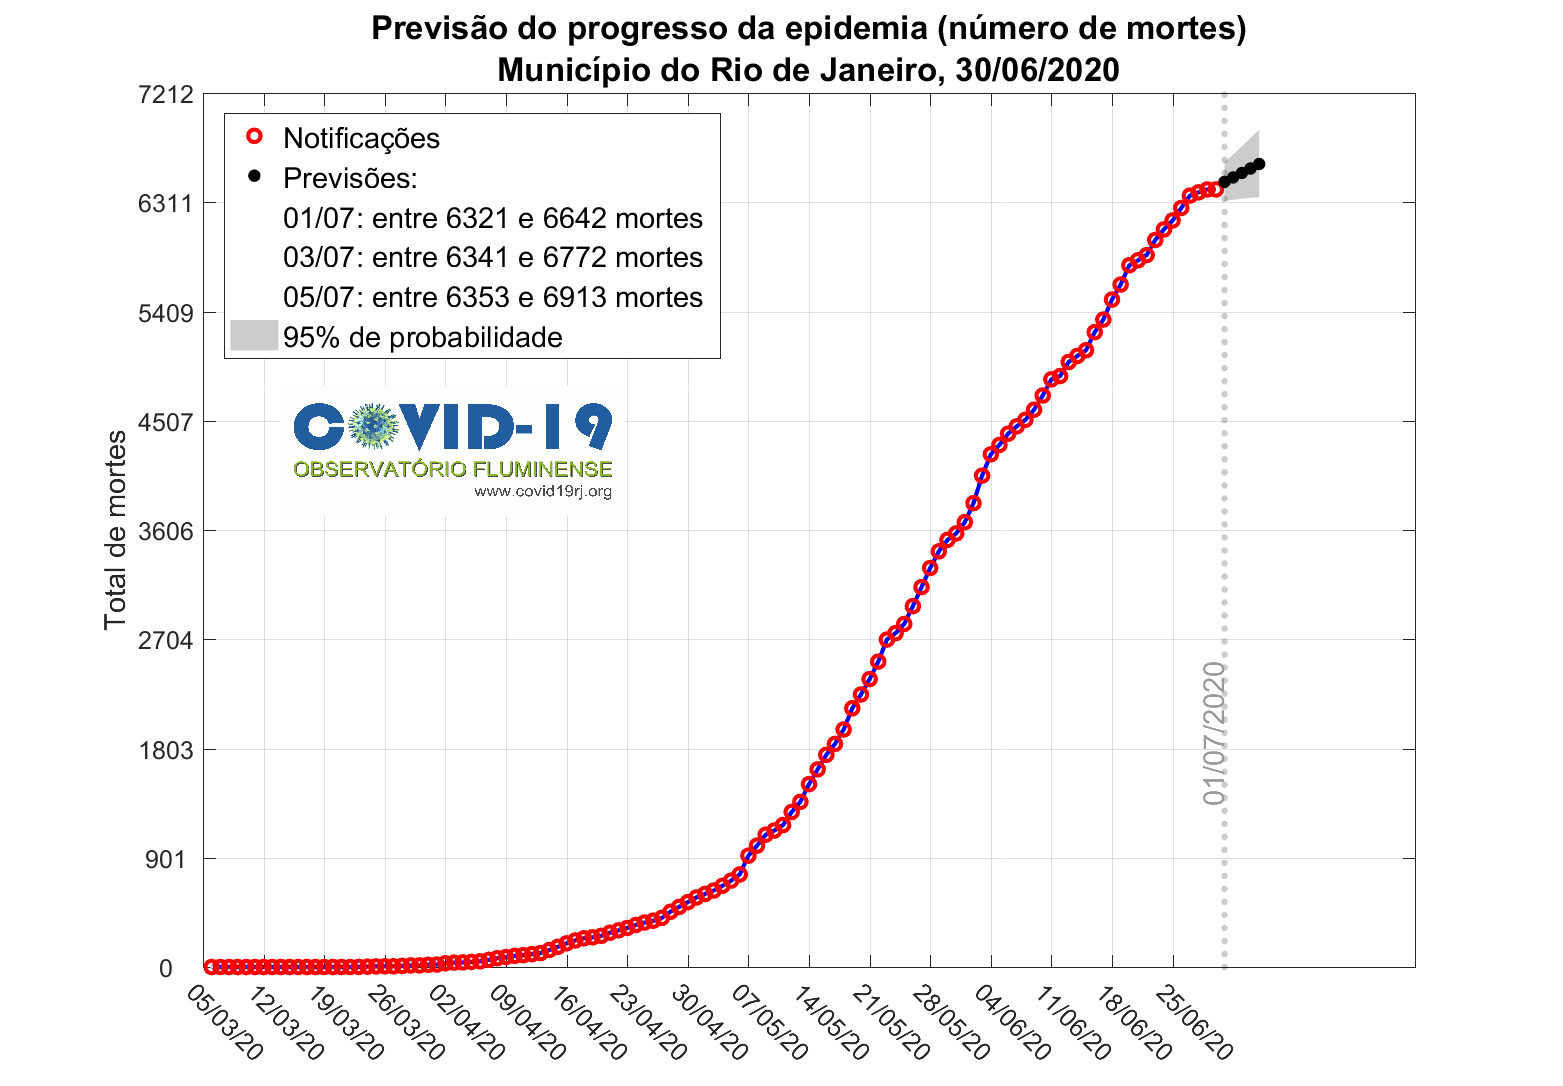 Previsão do progresso da epidemia (número de mortes)
Município do Rio de Janeiro, 30/06/2020
7212
6311
5409
4507
3606
2704
1803
901
0
Total de mortes
Notificações
Previsões:
01/07: entre 6321 e 6642 mortes
03/07: entre 6341 e 6772 mortes
05/07: entre 6353 e 6913 mortes
95% de probabilidade
COVID-19
OBSERVATÓRIO FLUMINENSE
www.covid19rj.org
01/07/2020
05/03/20
12/03/20
19/03/20
26/03/20
02/04/20
09/04/20
16/04/20
23/04/20
30/04/20
07/05/20
14/05/20
21/05/20
28/05/20
04/06/20
11/06/20
18/06/20
25/06/20